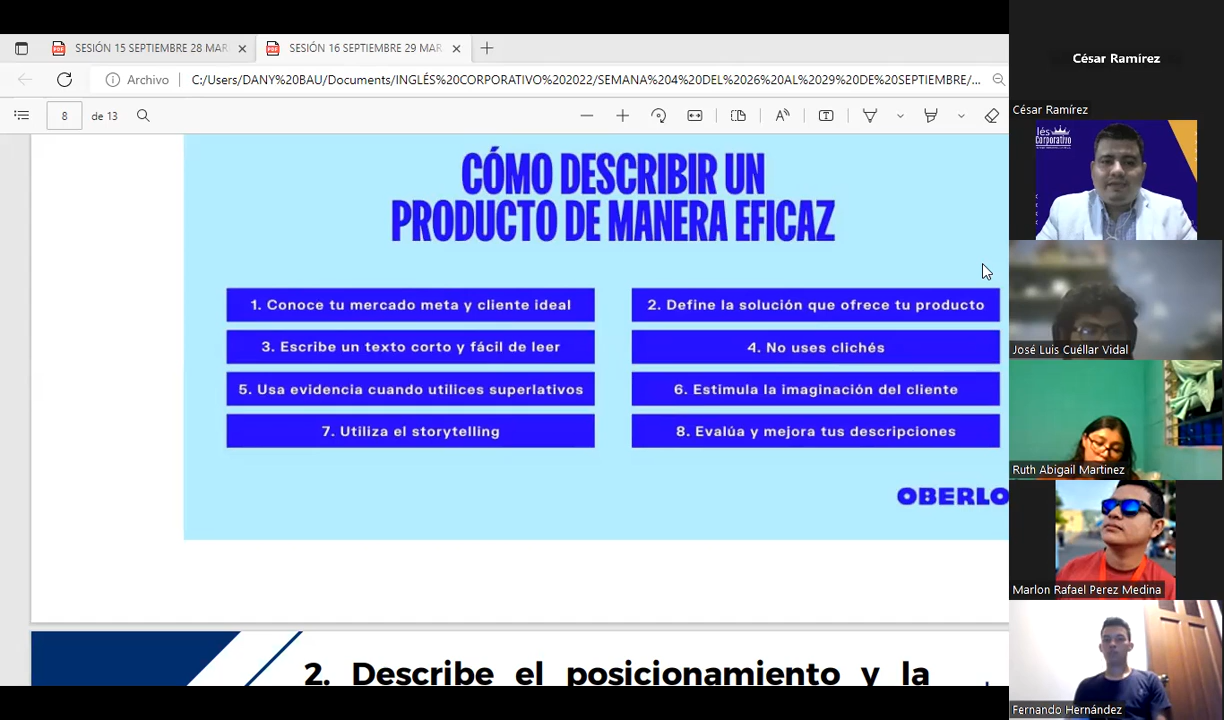 SESIÓN 15 SEPTIEMBRE 28 MAR
SESIÓN 16 SEPTIEMBRE 29 MAR
Archivo
C:/Users/DANY%20BAU/Documents/INGLÉS%20CORPORATIVO%202022/SEMANA%204%20DEL%2026%20AL%2029%20DE%20SEPTIEMBRE/...
8
de 13
CÓMO DESCRIBIR UN
PRODUCTO DE MANERA EFICAZ
1. Conoce tu mercado meta y cliente ideal
2. Define la solución que ofrece tu producto
3. Escribe un texto corto y fácil de leer
4. No uses clichés
5. Usa evidencia cuando utilices superlativos
6. Estimula la imaginación del cliente
7. Utiliza el storytelling
8. Evalúa y mejora tus descripciones
OBERLO
2. Describe el posicionamiento y la
César Ramírez
César Ramírez
lés
Corporativo
José Luis Cuéllar Vidal
Ruth Abigail Martinez
Marlon Rafael Perez Medina
Fernando Hernández